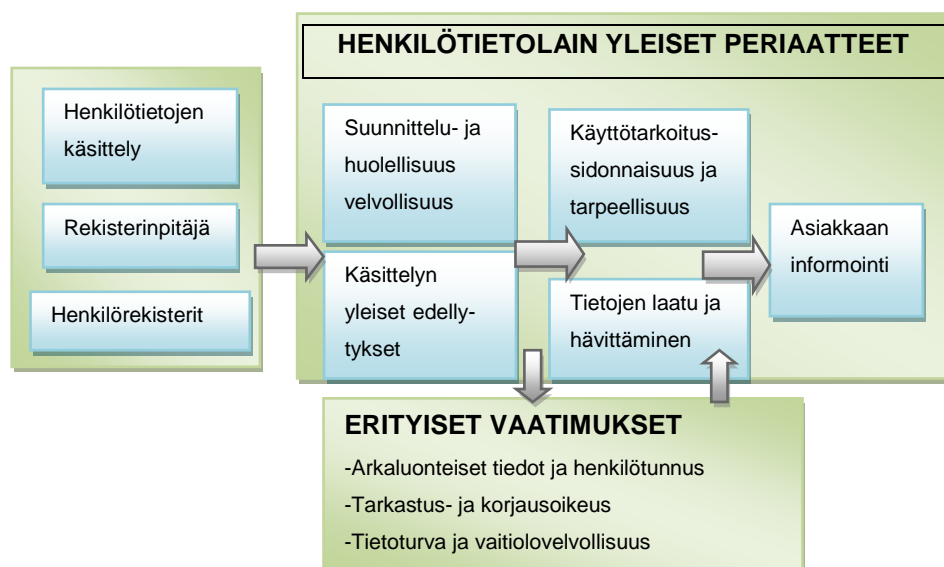 HENKILÖTIETOLAIN YLEISET PERIAATTEET
Henkilötietojen
käsittely
Rekisterinpitäjä
Henkilörekisterit
Suunnittelu- ja
huolellisuus
velvollisuus
Käsittelyn
yleiset edelly-
tykset
Käyttötarkoitus-
sidonnaisuus ja
tarpeellisuus
Tietojen laatu ja
hävittäminen
Asiakkaan
informointi
ERITYISET VAATIMUKSET
-Arkaluonteiset tiedot ja henkilötunnus
-Tarkastus- ja korjausoikeus
-Tietoturva ja vaitiolovelvollisuus